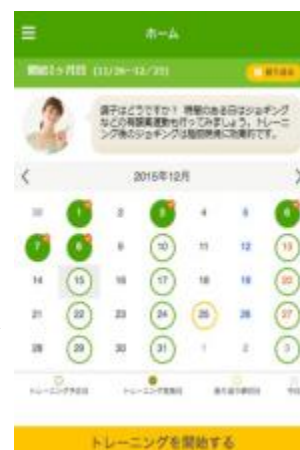 ホーム
開始1ヶ月目 (11/26~12/25)
調子はどうですか？ 時間のある日はジョギング
などの有酸素運動も行ってみましょう。トレーニ
ング後のジョギングは脂肪燃焼に効果的です。
2015年12月
30 1 2 3 4 5 6
7 8 9 10 11 12 13
14 15 16 17 18 19 20
21 22 23 24 25 26 27
28 29 30 31 1 2 3
トレーニング予定日 トレーニング実施日
トレーニングを開始する